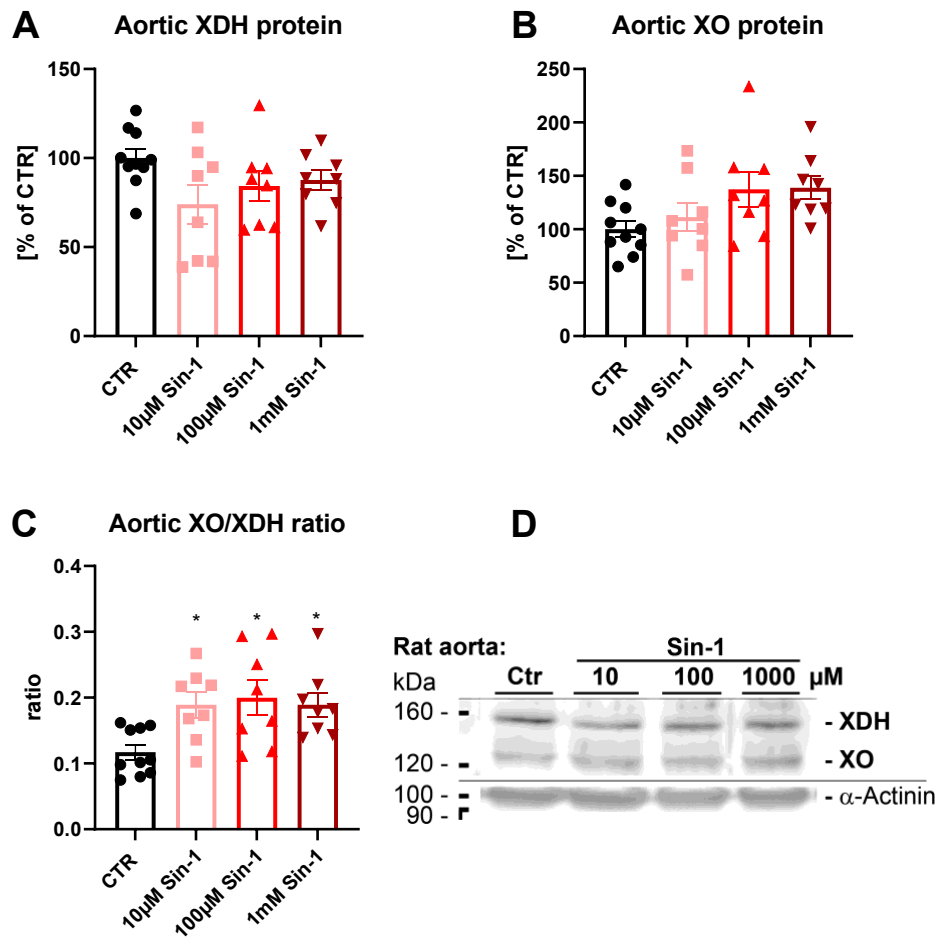 A Aortic XDH protein
[% of CTR]
150
100
50
0
CTR
10µM Sin-1
100µM Sin-1
1mM Sin-1
B Aortic XO protein
[% of CTR]
250
200
150
100
50
0
CTR
10µM Sin-1
100µM Sin-1
1mM Sin-1
C Aortic XO/XDH ratio
ratio
0.4
0.3
0.2
0.1
0.0
* * *
CTR
10µM Sin-1
100µM Sin-1
1mM Sin-1
D
Rat aorta: Sin-1
kDa Ctr 10 100 1000 µM
160 - - XDH
120 - - XO
100 - - α-Actinin
90 -